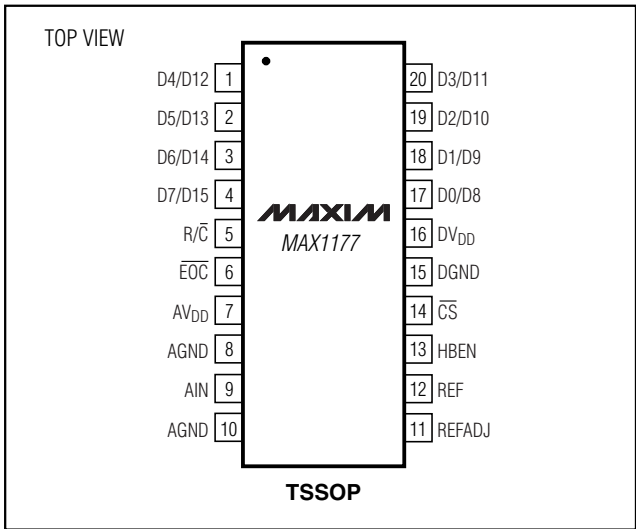 TOP VIEW
D4/D12 1
D5/D13 2
D6/D14 3
D7/D15 4
R/C̅ 5
E̅O̅C̅ 6
AVDD 7
AGND 8
AIN 9
AGND 10
MAXIM
MAX1177
20 D3/D11
19 D2/D10
18 D1/D9
17 D0/D8
16 DVDD
15 DGND
14 C̅S̅
13 HBEN
12 REF
11 REFADJ
TSSOP